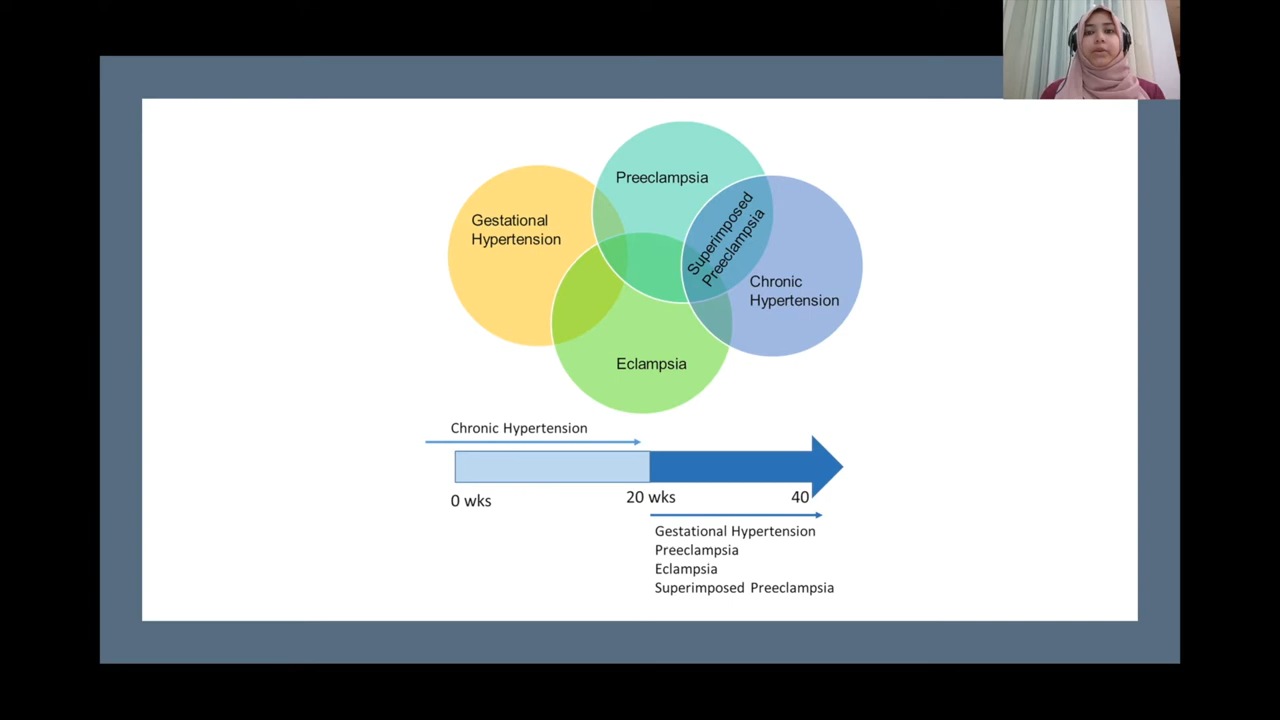 Preeclampsia
Gestational
Hypertension
Superimposed
Preeclampsia
Chronic
Hypertension
Eclampsia
Chronic Hypertension
0 wks
20 wks
40
Gestational Hypertension
Preeclampsia
Eclampsia
Superimposed Preeclampsia